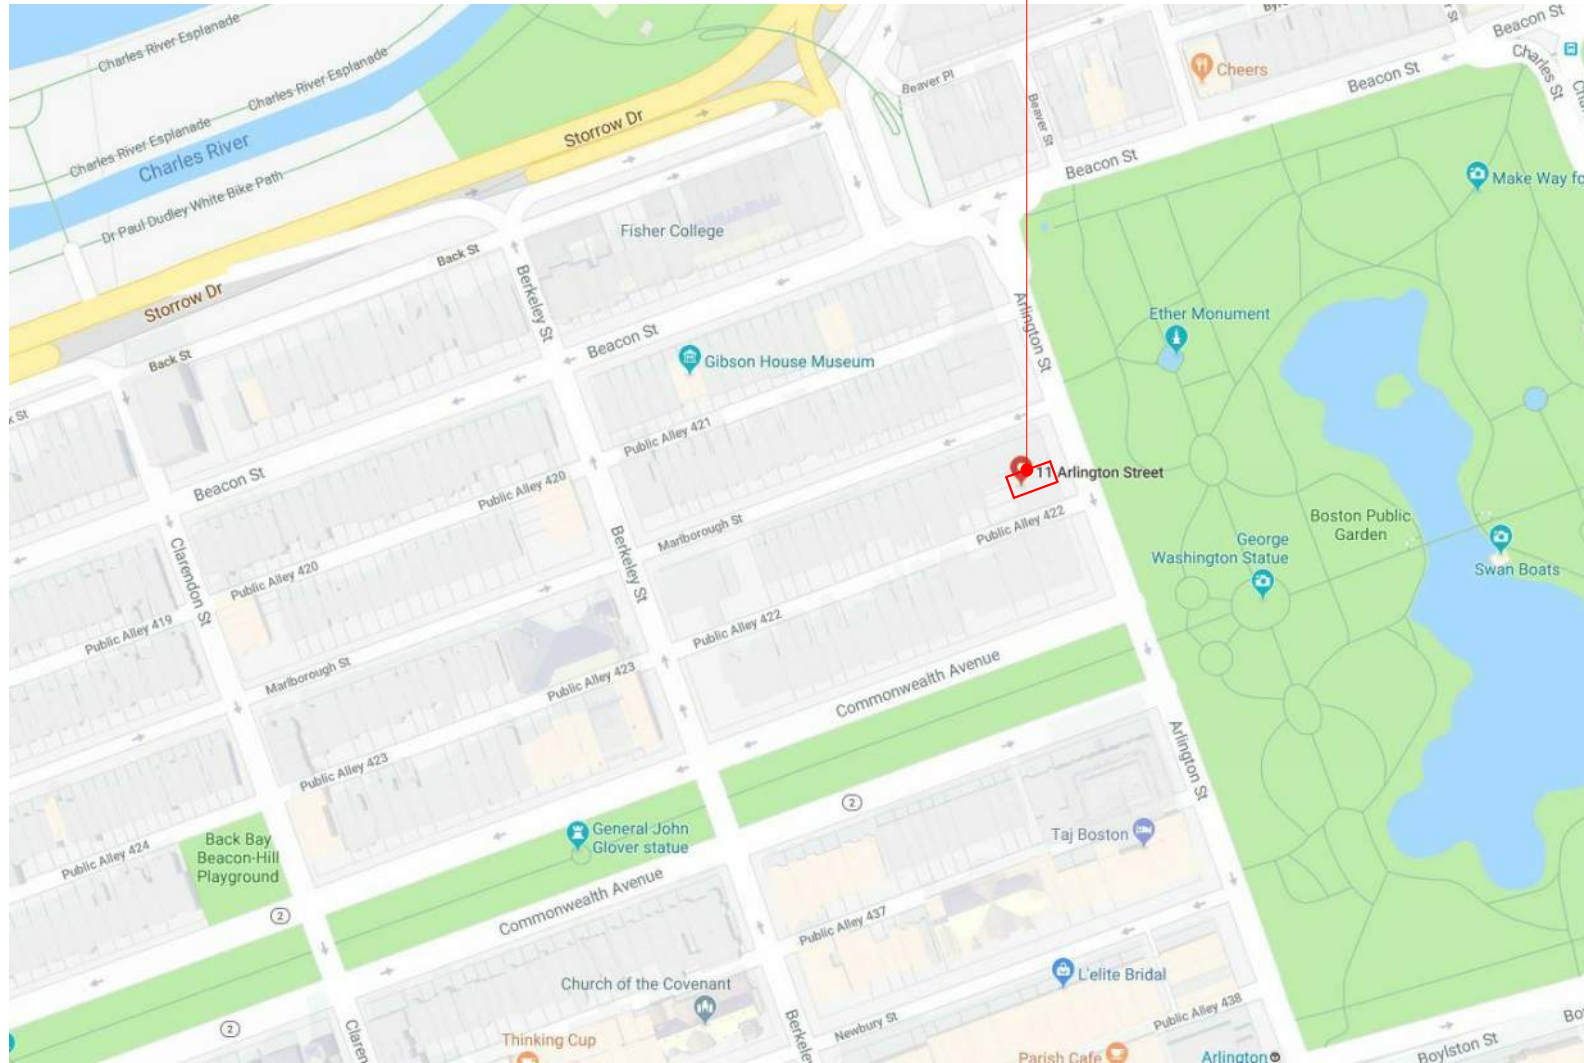 Charles River Esplanade
Charles River Esplanade
Charles River Esplanade
Charles River
Dr Paul Dudley White Bike Path
Storrow Dr
Storrow Dr
Back St
Back St
Beaver Pl
Beaver St
Cheers
Beacon St
Beacon St
Beacon St
Charles St
Make Way fo
Fisher College
Berkeley St
Beacon St
Gibson House Museum
Arlington St
Ether Monument
Public Alley 421
Beacon St
Public Alley 420
11 Arlington Street
Marlborough St
Public Alley 422
Boston Public
Garden
George
Washington Statue
Swan Boats
Clarendon St
Public Alley 420
Berkeley St
Public Alley 419
Public Alley 422
Marlborough St
Public Alley 423
Commonwealth Avenue
Arlington St
Public Alley 423
2
Taj Boston
General John
Glover statue
Back Bay
Beacon-Hill
Playground
Public Alley 424
2
Commonwealth Avenue
Public Alley 437
L'elite Bridal
Church of the Covenant
Newbury St
Public Alley 438
2
Claren
Thinking Cup
Berkele
Parish Cafe
Arlington
Boylston St